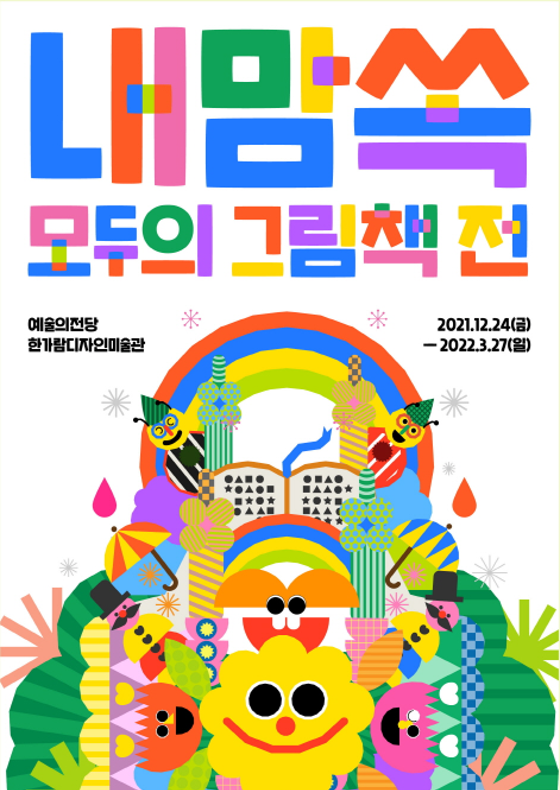 내맘쏙
모두의 그림책 전
예술의전당
한가람디자인미술관
2021.12.24(금)
— 2022.3.27(일)